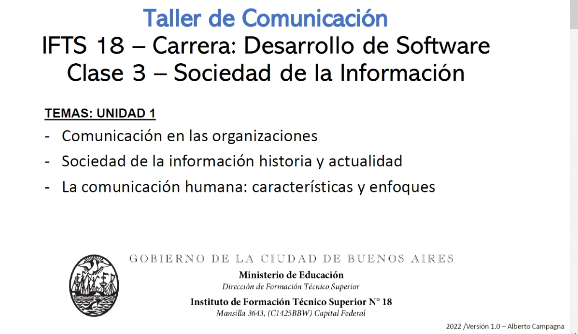 Taller de Comunicación
IFTS 18 – Carrera: Desarrollo de Software
Clase 3 – Sociedad de la Información
TEMAS: UNIDAD 1
- Comunicación en las organizaciones
- Sociedad de la información historia y actualidad
- La comunicación humana: características y enfoques
GOBIERNO DE LA CIUDAD DE BUENOS AIRES
Ministerio de Educación
Dirección de Formación Técnico Superior
Instituto de Formación Técnico Superior N° 18
Mansilla 3643, (C1425BBW) Capital Federal
2022 /Versión 1.0 – Alberto Campagna